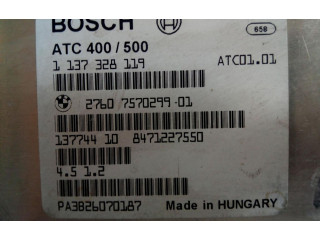 BOSCH
650
ATC 400 / 500
1 137 328 119 ATC01.01
2760 7570299-01
137744 10 8471227550
4.5 1.2
PA3B26070187 Made in HUNGARY